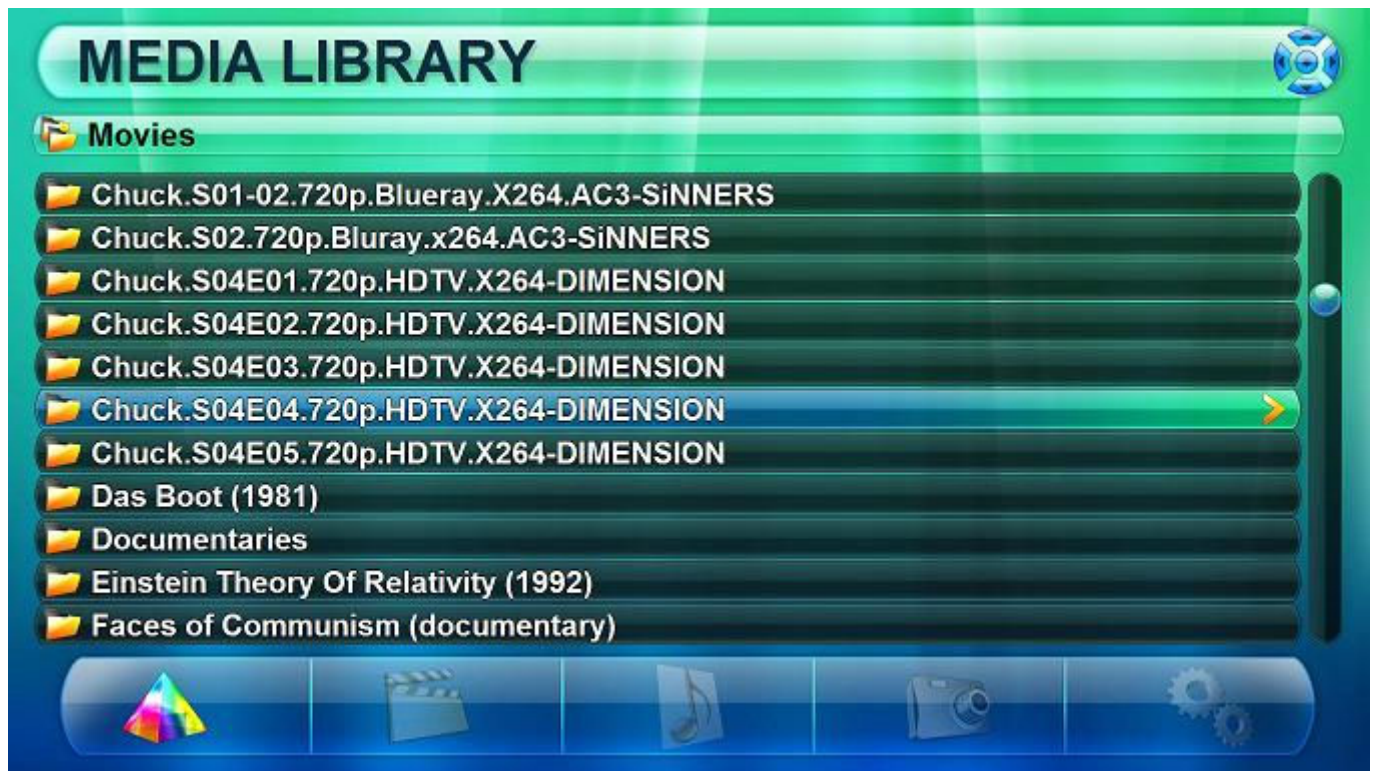 MEDIA LIBRARY
Movies
Chuck.S01-02.720p.Blueray.X264.AC3-SiNNERS
Chuck.S02.720p.Bluray.x264.AC3-SiNNERS
Chuck.S04E01.720p.HDTV.X264-DIMENSION
Chuck.S04E02.720p.HDTV.X264-DIMENSION
Chuck.S04E03.720p.HDTV.X264-DIMENSION
Chuck.S04E04.720p.HDTV.X264-DIMENSION
Chuck.S04E05.720p.HDTV.X264-DIMENSION
Das Boot (1981)
Documentaries
Einstein Theory Of Relativity (1992)
Faces of Communism (documentary)